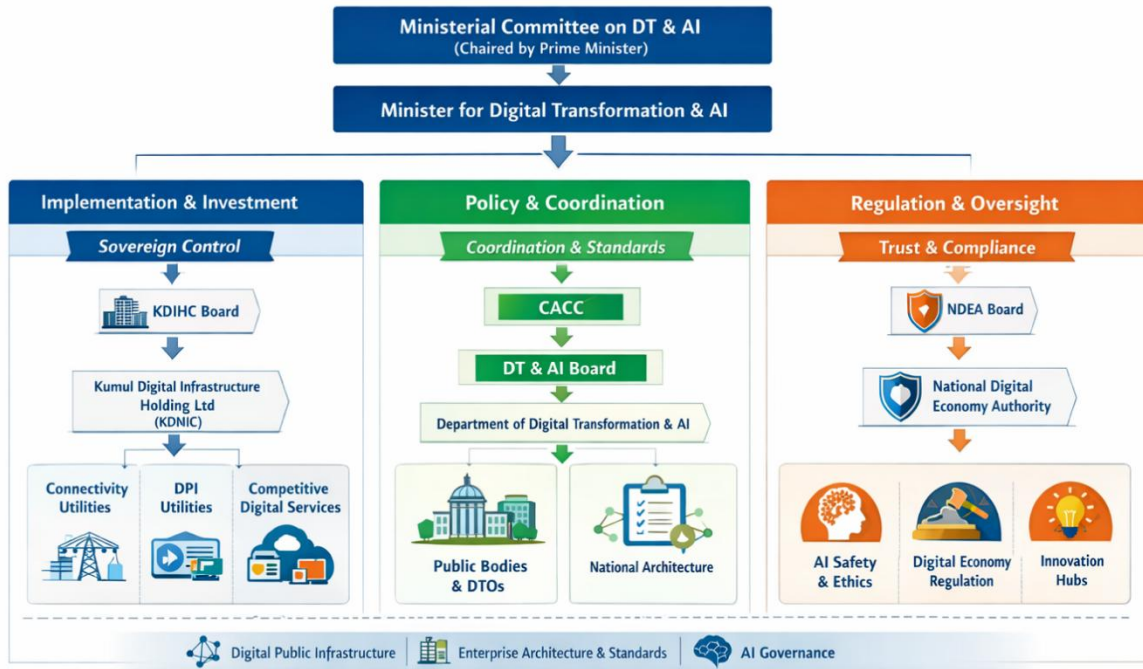 Ministerial Committee on DT & AI
(Chaired by Prime Minister)
Minister for Digital Transformation & AI
Implementation & Investment
Sovereign Control
KDIHC Board
Kumul Digital Infrastructure
Holding Ltd
(KDNIC)
Connectivity
Utilities
DPI
Utilities
Competitive
Digital Services
Policy & Coordination
Coordination & Standards
CACC
DT & AI Board
Department of Digital Transformation & AI
Public Bodies
& DTOs
National Architecture
Regulation & Oversight
Trust & Compliance
NDEA Board
National Digital
Economy Authority
AI Safety
& Ethics
Digital Economy
Regulation
Innovation
Hubs
Digital Public Infrastructure
Enterprise Architecture & Standards
AI Governance